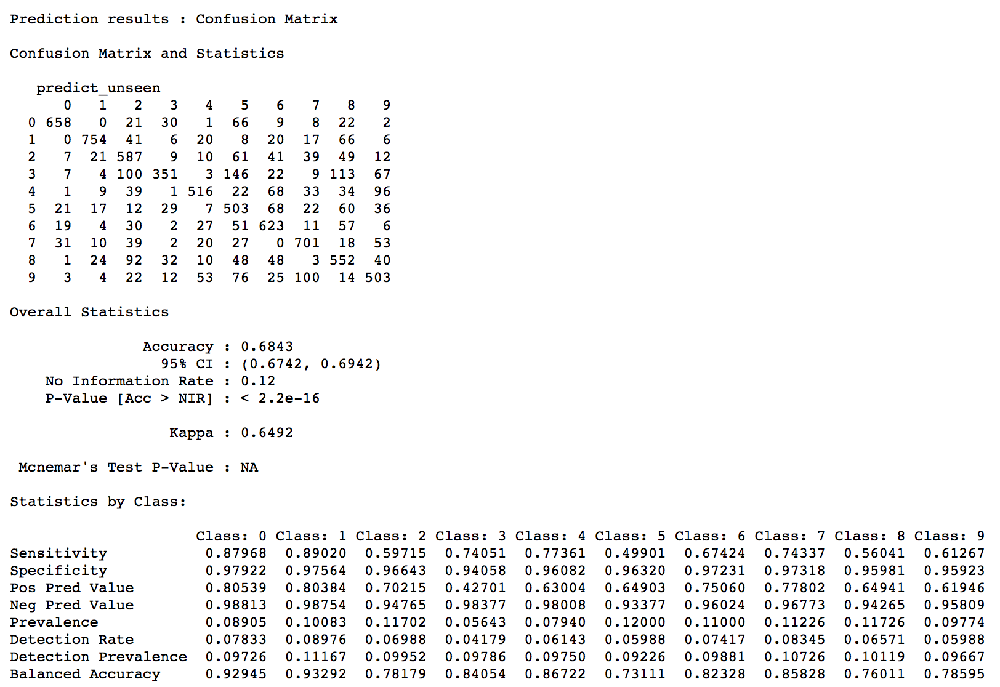 Prediction results : Confusion Matrix
Confusion Matrix and Statistics
predict_unseen
0 1 2 3 4 5 6 7 8 9
0 658 0 21 30 1 66 9 8 22 2
1 0 754 41 6 20 8 20 17 66 6
2 7 21 587 9 10 61 41 39 49 12
3 7 4 100 351 3 146 22 9 113 67
4 1 9 39 1 516 22 68 33 34 96
5 21 17 12 29 7 503 68 22 60 36
6 19 4 30 2 27 51 623 11 57 6
7 31 10 39 2 20 27 0 701 18 53
8 1 24 92 32 10 48 48 3 552 40
9 3 4 22 12 53 76 25 100 14 503
Overall Statistics
Accuracy : 0.6843
95% CI : (0.6742, 0.6942)
No Information Rate : 0.12
P-Value [Acc > NIR] : < 2.2e-16
Kappa : 0.6492
Mcnemar's Test P-Value : NA
Statistics by Class:
Class: 0 Class: 1 Class: 2 Class: 3 Class: 4 Class: 5 Class: 6 Class: 7 Class: 8 Class: 9
Sensitivity 0.87968 0.89020 0.59715 0.74051 0.77361 0.49901 0.67424 0.74337 0.56041 0.61267
Specificity 0.97922 0.97564 0.96643 0.94058 0.96082 0.96320 0.97231 0.97318 0.95981 0.95923
Pos Pred Value 0.80539 0.80384 0.70215 0.42701 0.63004 0.64903 0.75060 0.77802 0.64941 0.61946
Neg Pred Value 0.98813 0.98754 0.94765 0.98377 0.98008 0.93377 0.96024 0.96773 0.94265 0.95809
Prevalence 0.08905 0.10083 0.11702 0.05643 0.07940 0.12000 0.11000 0.11226 0.11726 0.09774
Detection Rate 0.07833 0.08976 0.06988 0.04179 0.06143 0.05988 0.07417 0.08345 0.06571 0.05988
Detection Prevalence 0.09726 0.11167 0.09952 0.09786 0.09750 0.09226 0.09881 0.10726 0.10119 0.09667
Balanced Accuracy 0.92945 0.93292 0.78179 0.84054 0.86722 0.73111 0.82328 0.85828 0.76011 0.78595